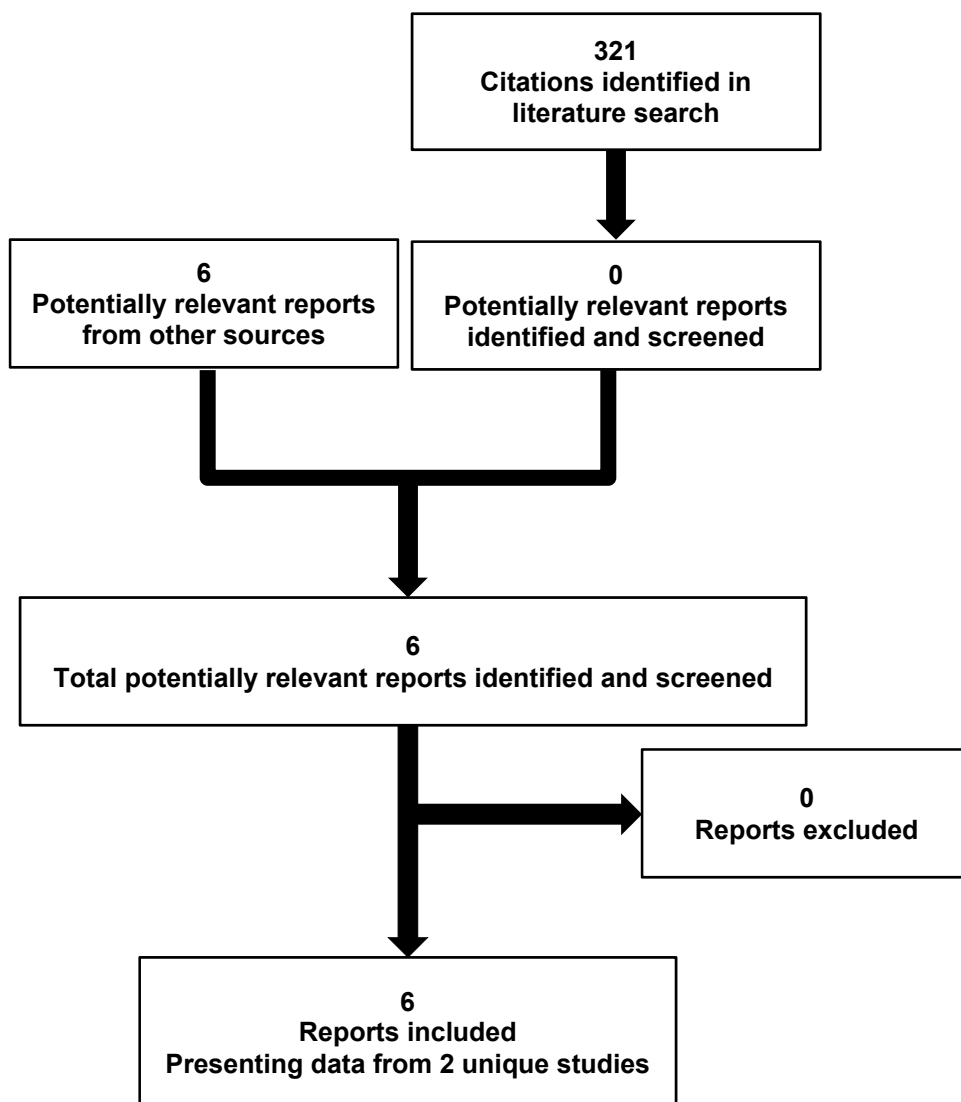 321
Citations identified in
literature search
6
Potentially relevant reports
from other sources
0
Potentially relevant reports
identified and screened
6
Total potentially relevant reports identified and screened
0
Reports excluded
6
Reports included
Presenting data from 2 unique studies